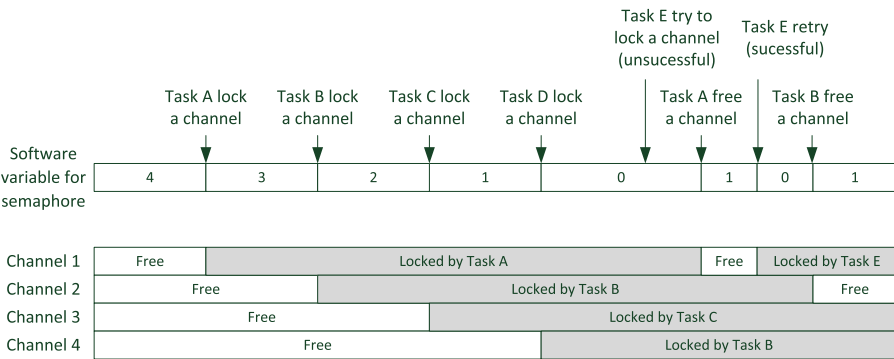 Task E try to
lock a channel
(unsucessful)
Task E retry
(sucessful)
Task A lock
a channel
Task B lock
a channel
Task C lock
a channel
Task D lock
a channel
Task A free
a channel
Task B free
a channel
Software
variable for
semaphore
4 3 2 1 0 1 0 1
Channel 1 Free Locked by Task A Free Locked by Task E
Channel 2 Free Locked by Task B Free
Channel 3 Free Locked by Task C
Channel 4 Free Locked by Task B